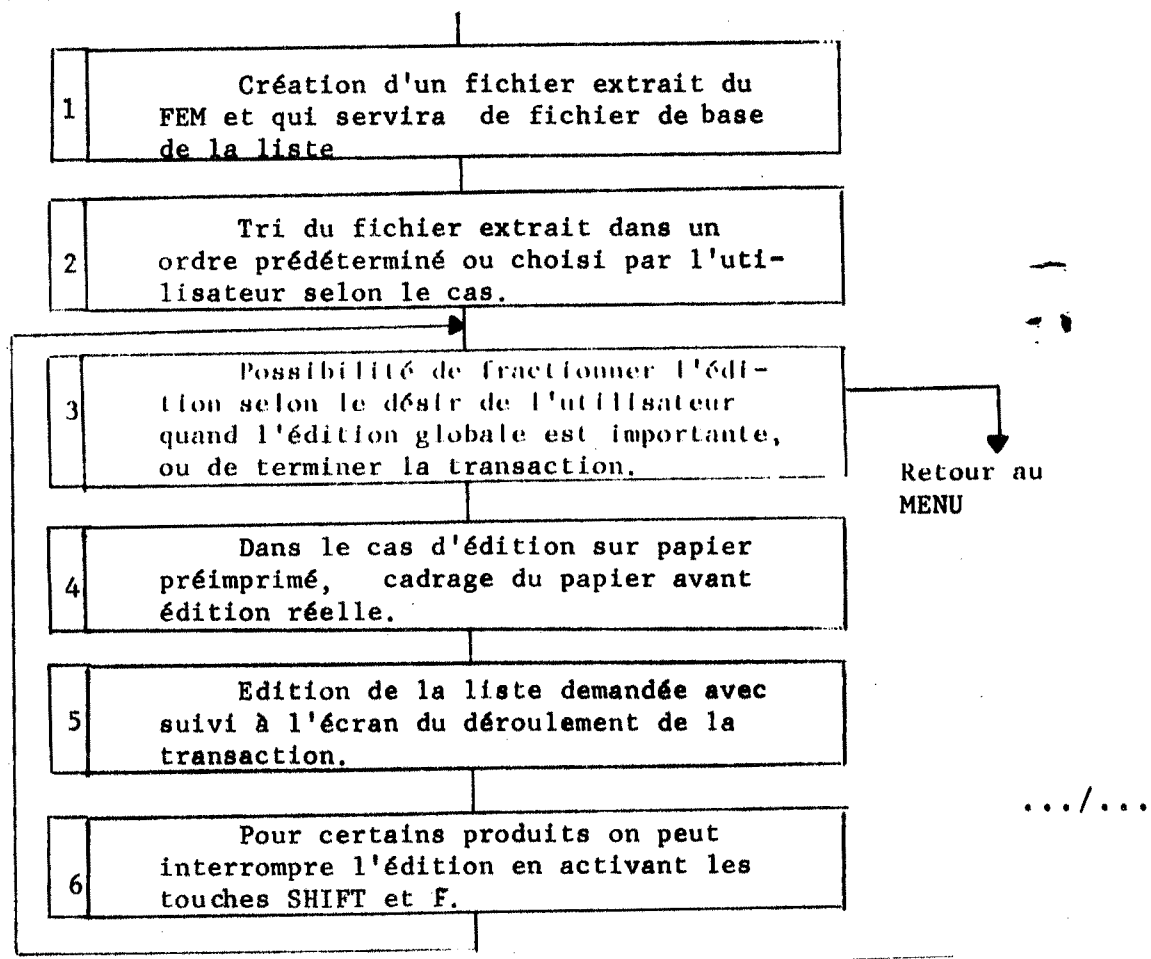 1
Création d'un fichier extrait du
FEM et qui servira de fichier de base
de la liste
2
Tri du fichier extrait dans un
ordre prédéterminé ou choisi par l'uti-
lisateur selon le cas.
3
Possibilité de fractionner l'édi-
tion selon le désir de l'utilisateur
quand l'édition globale est importante,
ou de terminer la transaction.
Retour au
MENU
4
Dans le cas d'édition sur papier
préimprimé, cadrage du papier avant
édition réelle.
5
Edition de la liste demandée avec
suivi à l'écran du déroulement de la
transaction.
.../...
6
Pour certains produits on peut
interrompre l'édition en activant les
touches SHIFT et F.